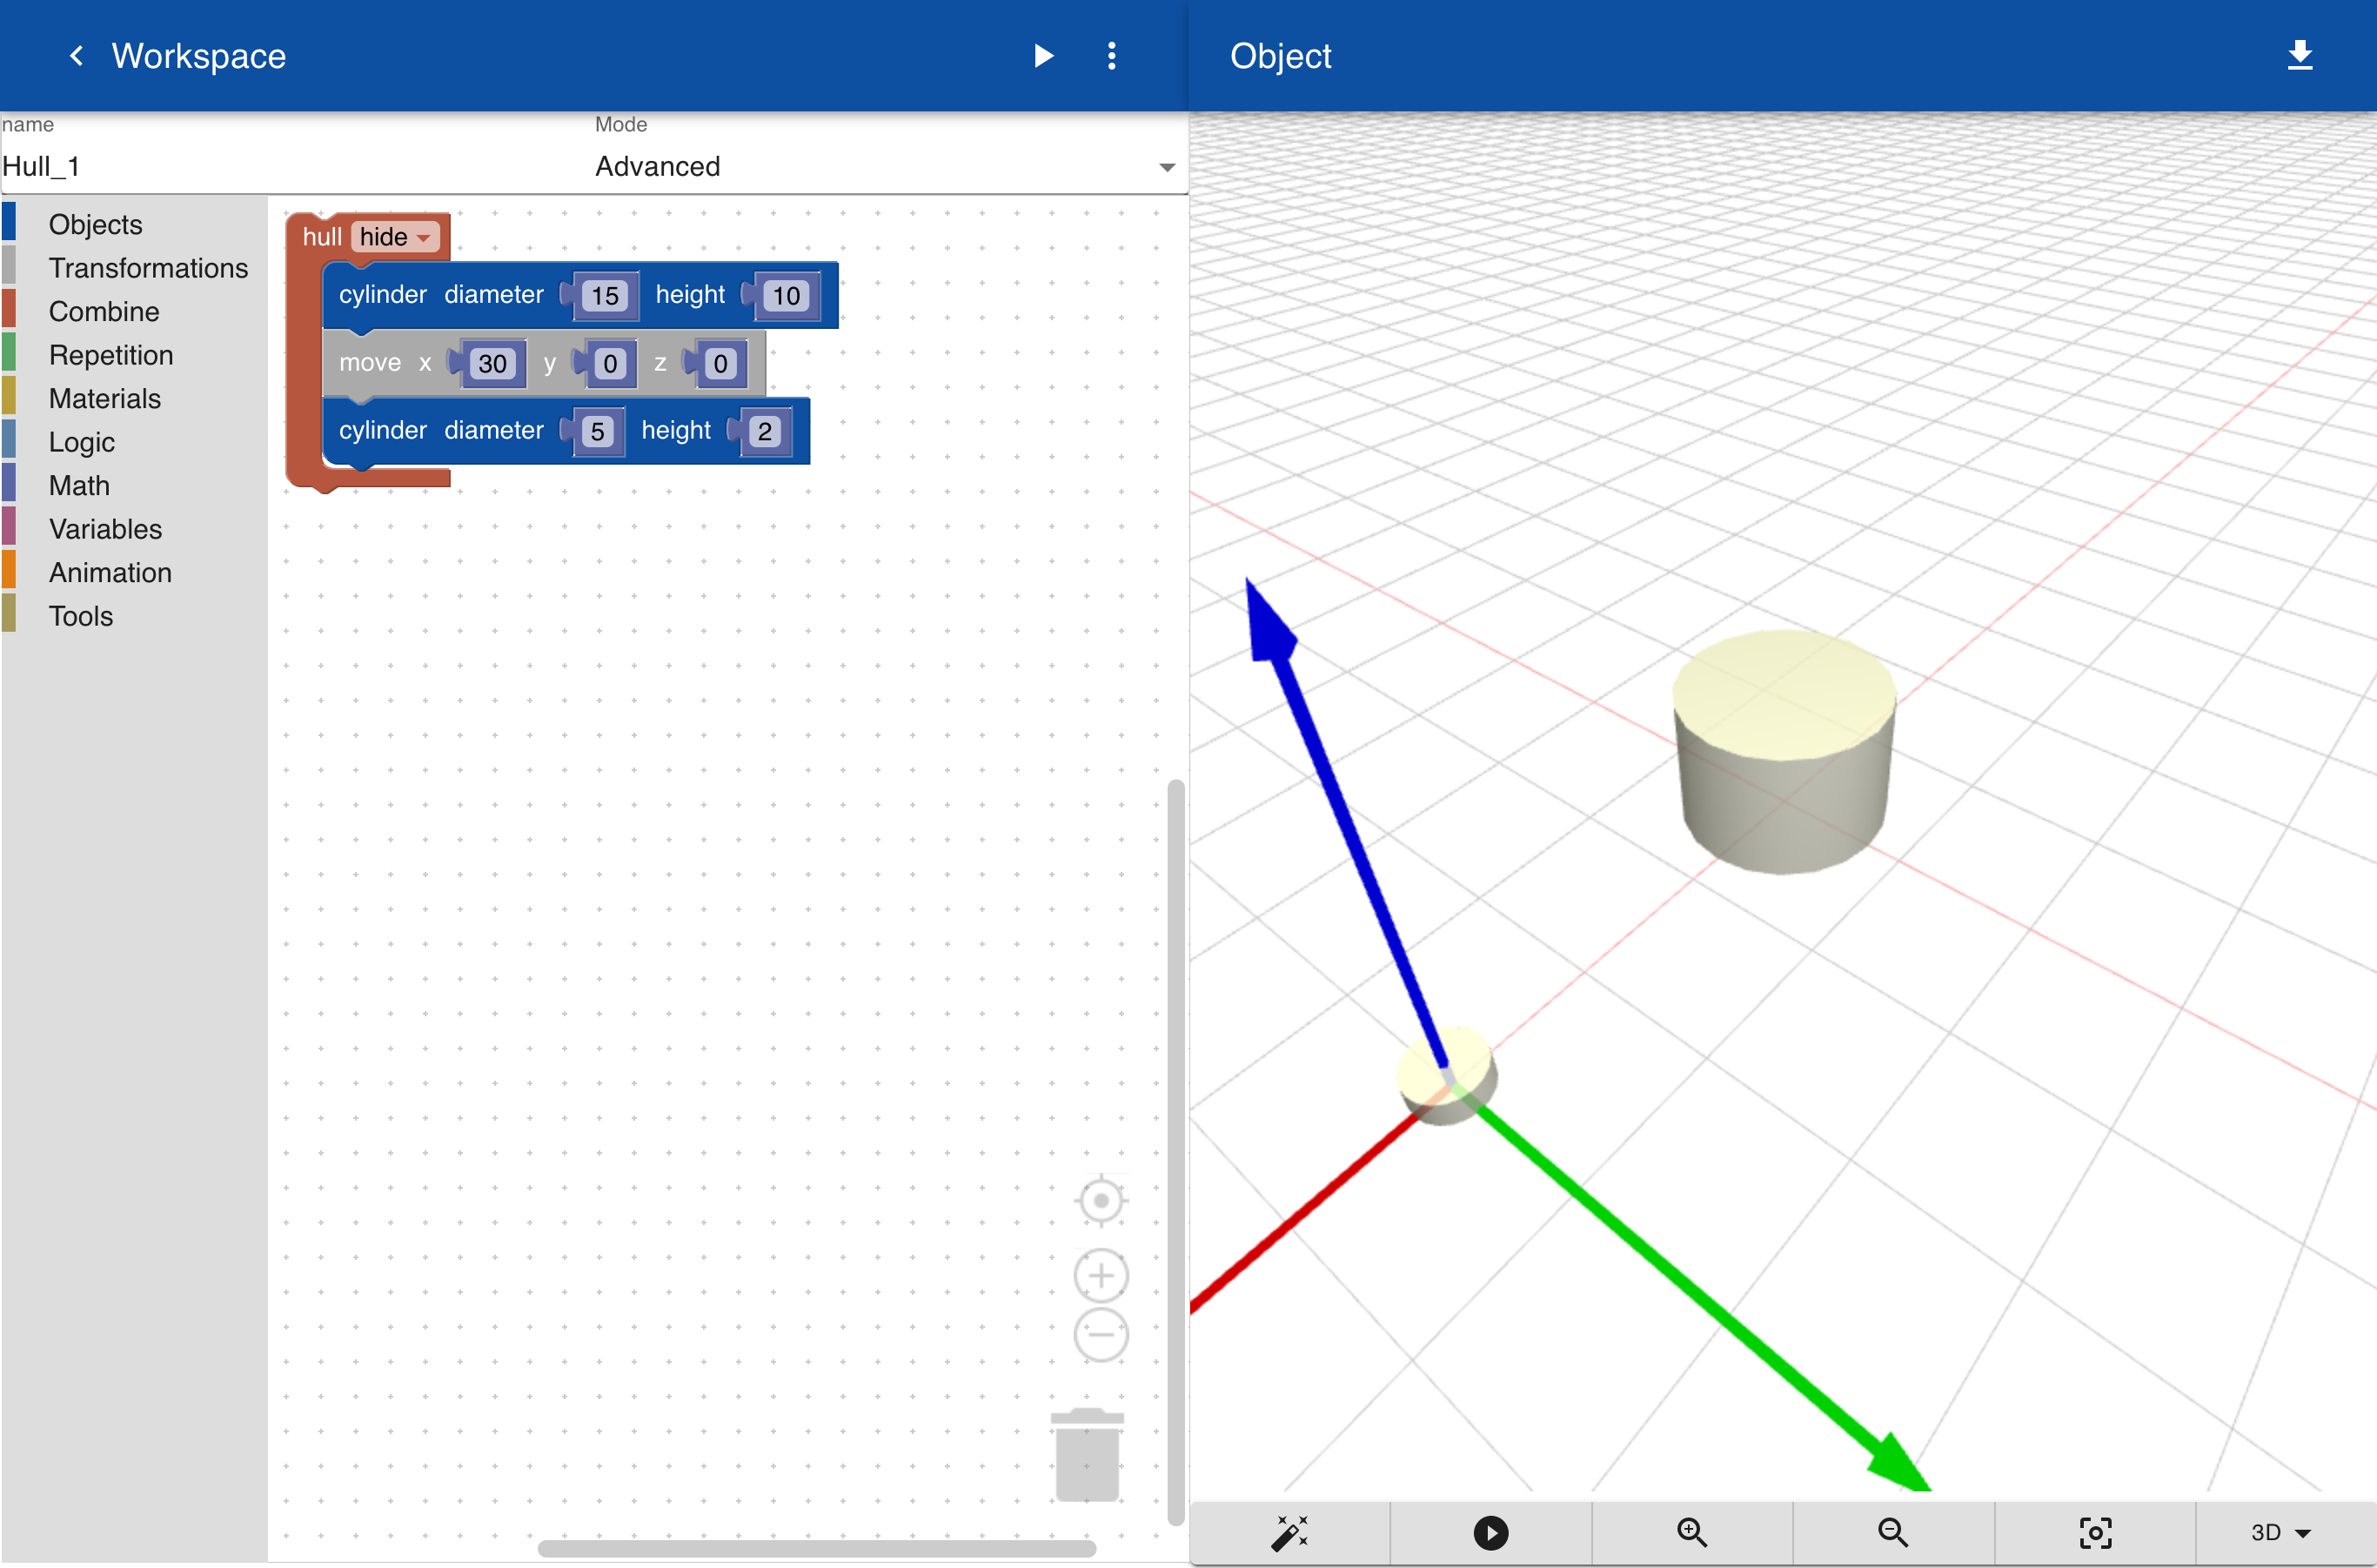 Workspace
Object
name
Mode
Hull_1
Advanced
Objects
Transformations
Combine
Repetition
Materials
Logic
Math
Variables
Animation
Tools
hull hide
cylinder diameter 15 height 10
move x 30 y 0 z 0
cylinder diameter 5 height 2
3D